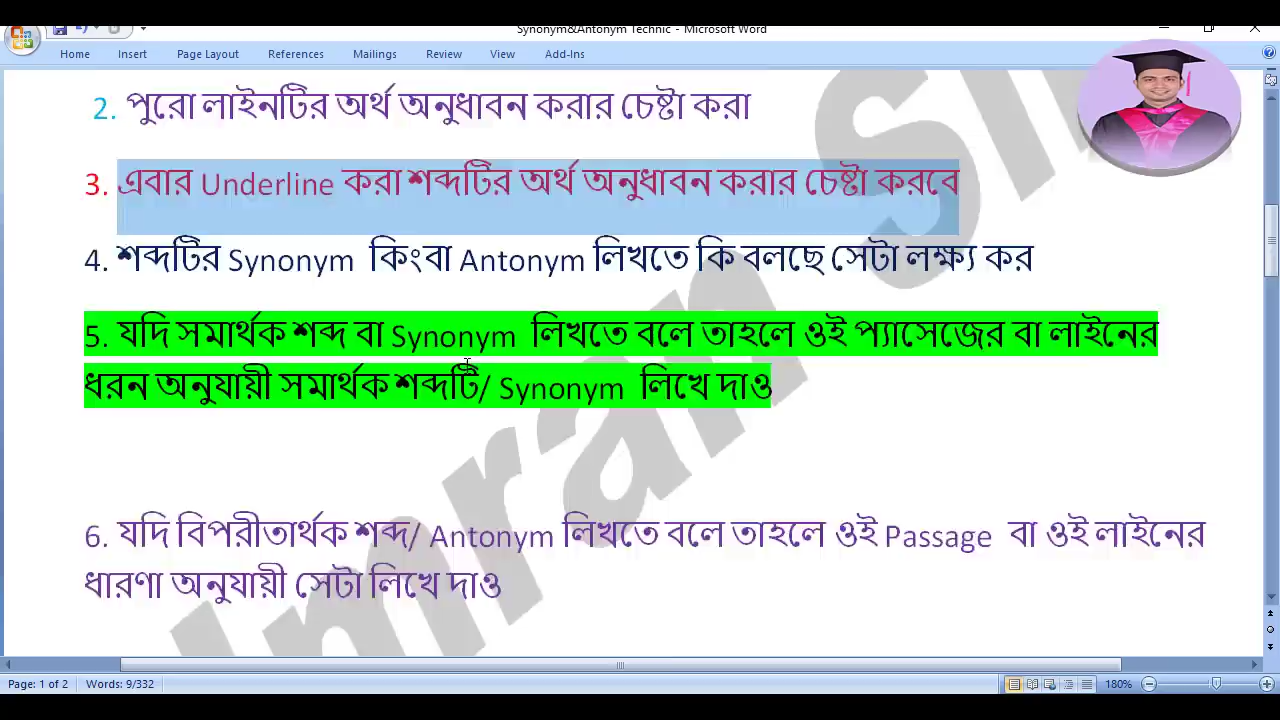 Synonym&Antonym Technic - Microsoft Word
Home Insert Page Layout References Mailings Review View Add-Ins
2. পুরো লাইনটির অর্থ অনুধাবন করার চেষ্টা করা
3. এবার Underline করা শব্দটির অর্থ অনুধাবন করার চেষ্টা করবে
4. শব্দটির Synonym কিংবা Antonym লিখতে কি বলছে সেটা লক্ষ্য কর
5. যদি সমার্থক শব্দ বা Synonym লিখতে বলে তাহলে ওই প্যাসেজের বা লাইনের
ধরন অনুযায়ী সমার্থক শব্দটি/ Synonym লিখে দাও
6. যদি বিপরীতার্থক শব্দ/ Antonym লিখতে বলে তাহলে ওই Passage বা ওই লাইনের
ধারণা অনুযায়ী সেটা লিখে দাও
Page: 1 of 2 Words: 9/332 180%